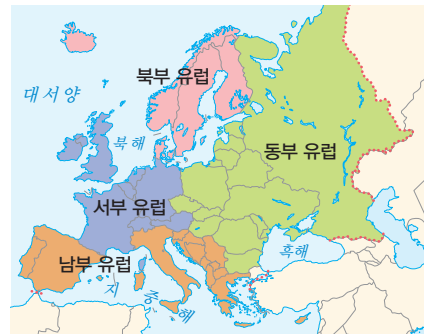 북부 유럽
대서양
북해
동부 유럽
서부 유럽
흑해
남부 유럽
지중해